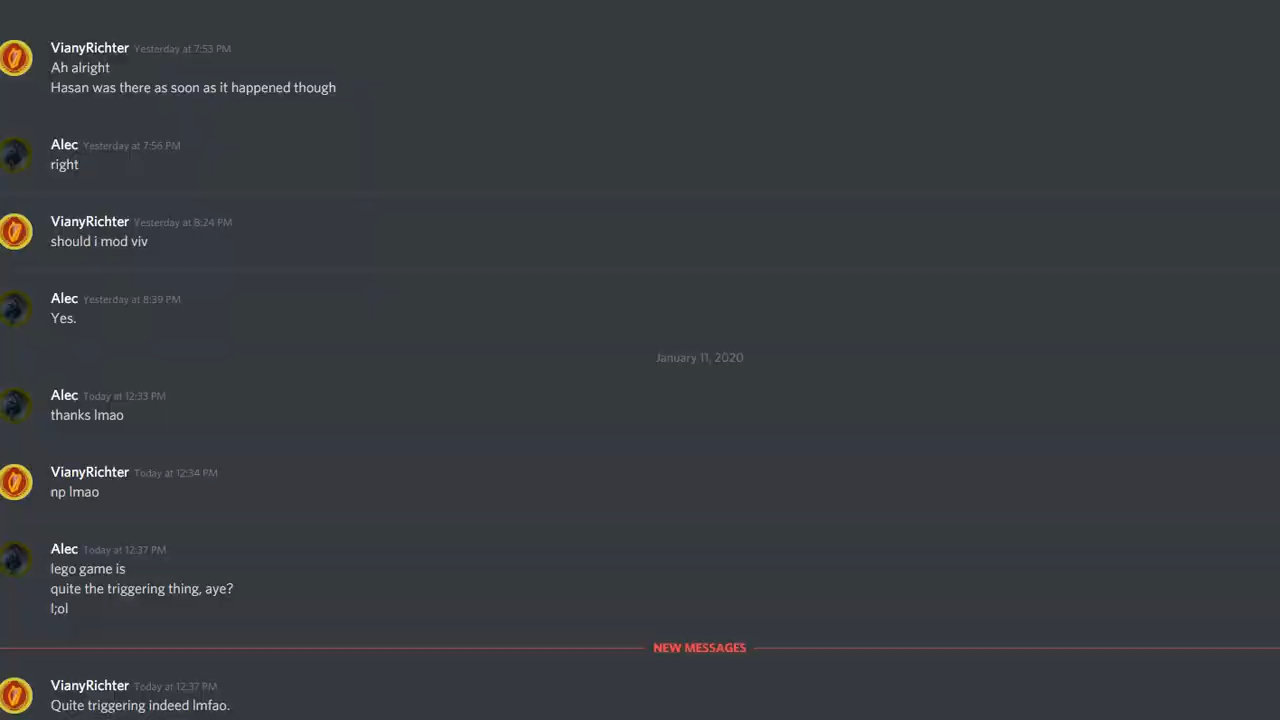 VianyRichter Yesterday at 7:53 PM
Ah alright
Hasan was there as soon as it happened though
Alec Yesterday at 7:56 PM
right
VianyRichter Yesterday at 8:24 PM
should i mod viv
Alec Yesterday at 8:39 PM
Yes.
January 11, 2020
Alec Today at 12:33 PM
thanks lmao
VianyRichter Today at 12:34 PM
np lmao
Alec Today at 12:37 PM
lego game is
quite the triggering thing, aye?
l;ol
NEW MESSAGES
VianyRichter Today at 12:37 PM
Quite triggering indeed lmfao.